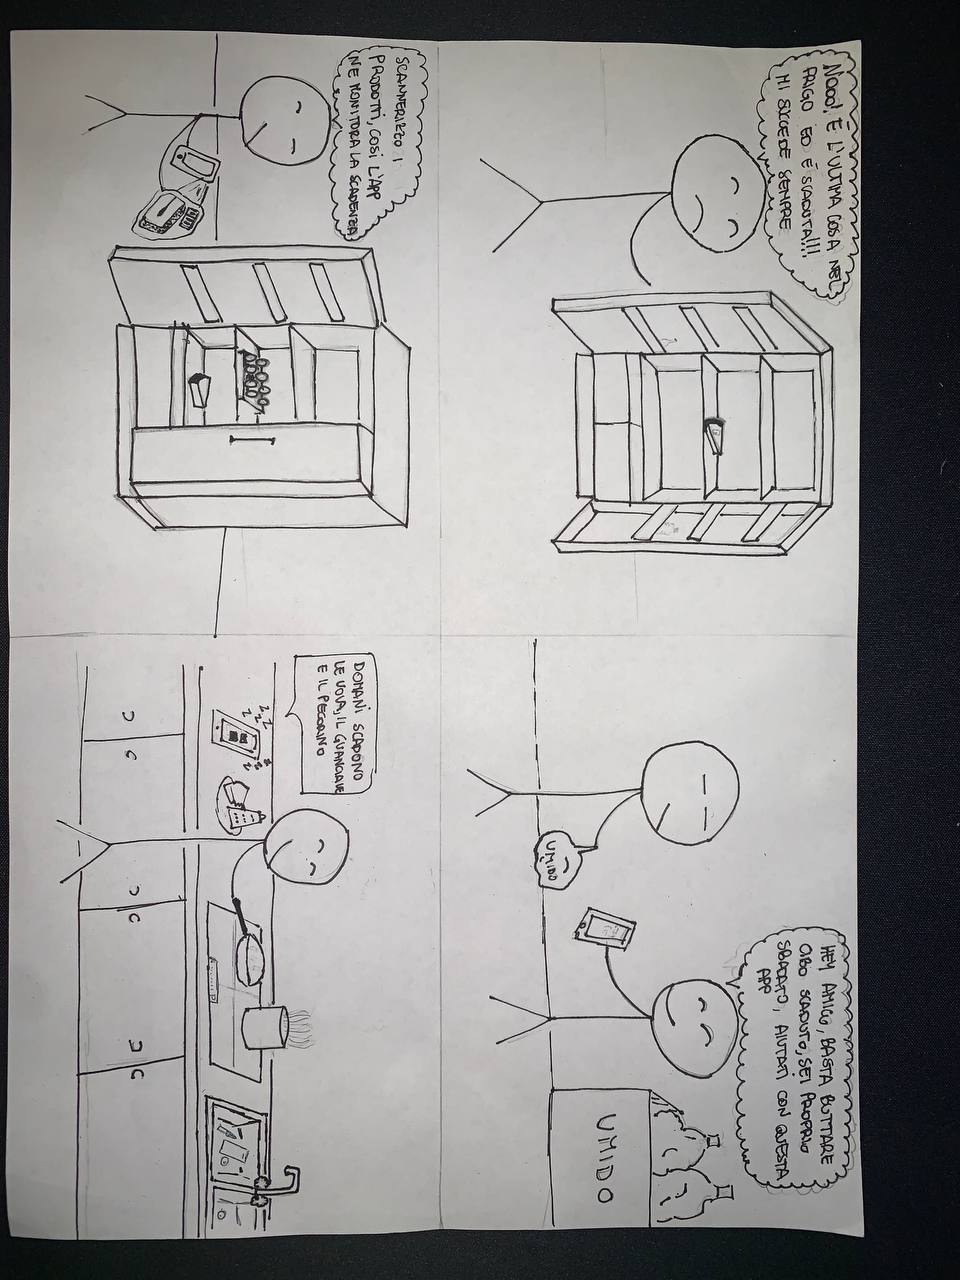 NOOO!, È L'ULTIMA COSA NEL
FRIGO ED È SCADUTA!!!
MI SUCCEDE SEMPRE
HEY AMICO, BASTA BUTTARE
CIBO SCADUTO, SEI PROPRIO
SBADATO, AIUTATI CON QUESTA
APP
UMIDO
UMIDO
SCANNERIZZO I
PRODOTTI, COSI L'APP
NE MONITORA LA SCADENZA
DOMANI SCADONO
LE UOVA, IL GUANCIALE
E IL PECORINO
z z z z
z z z z